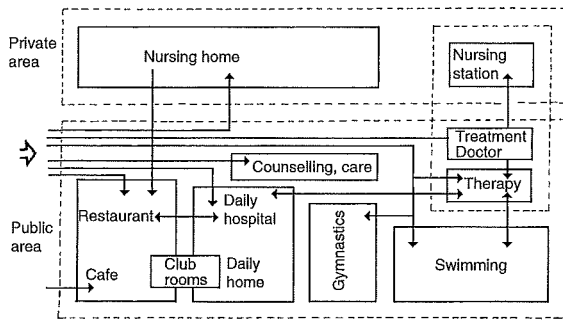 Private
area
Nursing home
Nursing
station
Treatment
Doctor
Counselling, care
Therapy
Public
area
Restaurant
Daily
hospital
Gymnastics
Cafe
Club
rooms
Daily
home
Swimming